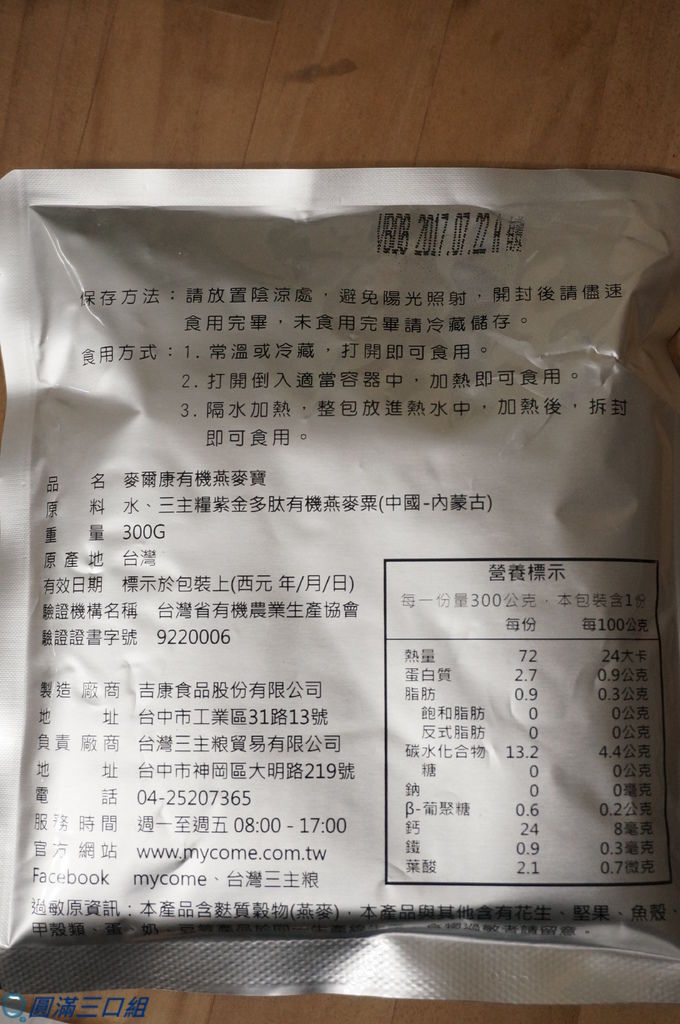 2017.07.22
保存方法：請放置陰涼處，避免陽光照射，開封後請儘速
食用完畢，未食用完畢請冷藏儲存。
食用方式：1. 常溫或冷藏，打開即可食用。
2. 打開倒入適當容器中，加熱即可食用。
3. 隔水加熱，整包放進熱水中，加熱後，拆封
即可食用。
品名 麥爾康有機燕麥寶
原料 水、三主糧紫金多肽有機燕麥粟(中國-內蒙古)
重量 300G
原產地 台灣
有效日期 標示於包裝上(西元 年/月/日)
驗證機構名稱 台灣省有機農業生產協會
驗證證書字號 9220006
製造廠商 吉康食品股份有限公司
地址 台中市工業區31路13號
負責廠商 台灣三主粮貿易有限公司
地址 台中市神岡區大明路219號
電話 04-25207365
服務時間 週一至週五 08:00 - 17:00
官方網站 www.mycome.com.tw
Facebook mycome、台灣三主粮
營養標示
每一份量300公克，本包裝含1份
每份 每100公克
熱量 72 24大卡
蛋白質 2.7 0.9公克
脂肪 0.9 0.3公克
飽和脂肪 0 0公克
反式脂肪 0 0公克
碳水化合物 13.2 4.4公克
糖 0 0公克
鈉 0 0毫克
β-葡聚糖 0.6 0.2公克
鈣 24 8毫克
鐵 0.9 0.3毫克
葉酸 2.1 0.7微克
過敏原資訊：本產品含麩質穀物(燕麥)，本產品與其他含有花生、堅果、魚殼、
甲殼類、蛋、奶、
圓滿三口組